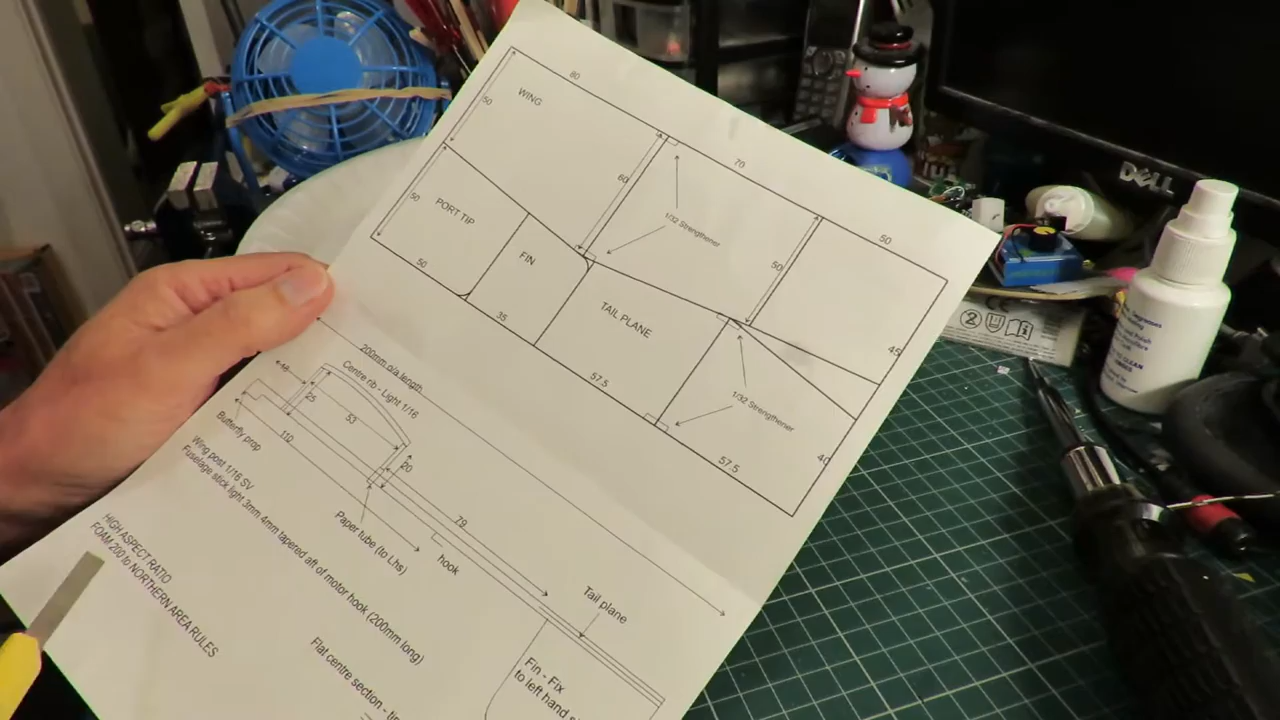 80
WING
50
70
60
1/32 Strengthener
50
50
PORT TIP
50
FIN
50
35
TAIL PLANE
45
57.5
1/32 Strengthener
57.5
40
200mm o/a length
Centre rib - Light 1/16
25
53
20
Butterfly prop
110
79
Wing post 1/16 SV
Fuselage stick light 3mm 4mm tapered aft of motor hook (200mm long)
Paper tube (to Lhs)
hook
Tail plane
HIGH ASPECT RATIO
FOAM 200 to NORTHERN AREA RULES
Flat centre section -
Fin - Fix
to left hand
DELL